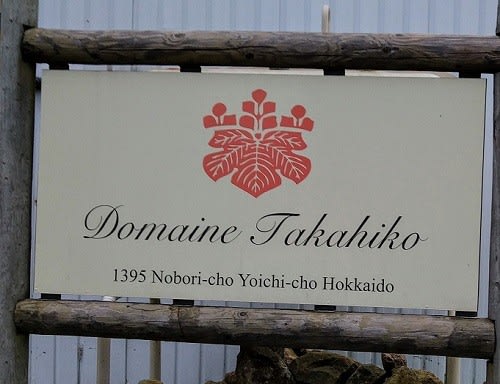 Domaine Takahiko
1395 Nobori-cho Yoichi-cho Hokkaido